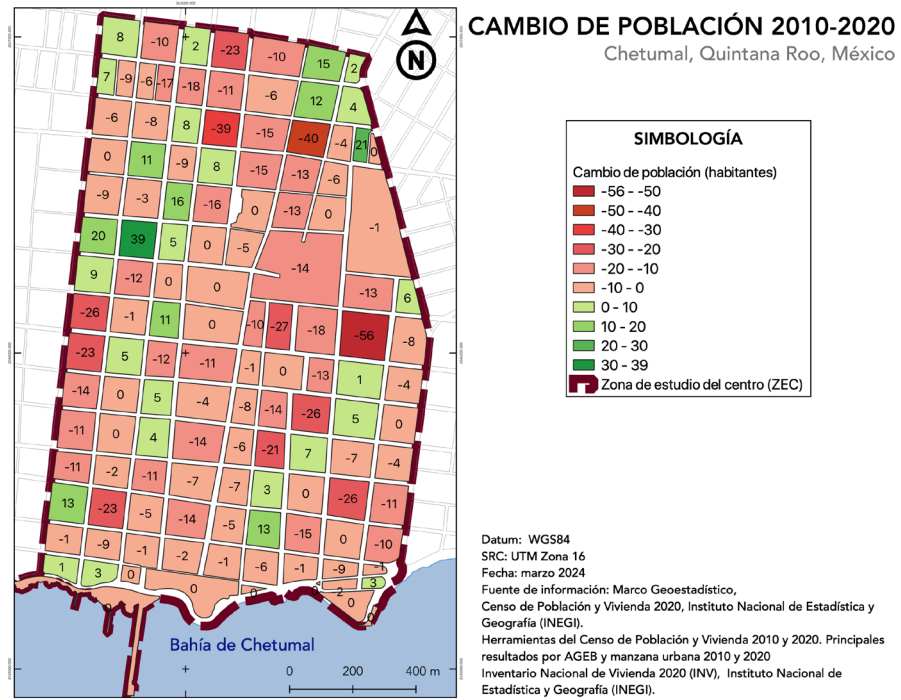 CAMBIO DE POBLACIÓN 2010-2020
Chetumal, Quintana Roo, México
N
8 -10 2 -23 -10 15 2
7 -9 -6 -17 -18 -11 -6 12 4
-6 -8 8 -39 -15 -40 -4 21 0
0 11 -9 8 -15 -13 -6
-9 -3 16 -16 0 -13 0 -1
20 39 5 0 -5 -14
9 -12 0 0 -13 6
-26 -1 11 0 -10 -27 -18 -56 -8
-23 5 -12 -11 -1 0 -13 1 -4
-14 0 5 -4 -8 -14 -26 5 0
-11 0 4 -14 -6 -21 7 -7 -4
-11 -2 -11 -7 -7 3 0 -26 -11
13 -23 -5 -14 -5 13 -15 0 -10
-1 -9 -1 -2 -1 -6 -1 -9 -1
1 3 0 0 0 0 2 3
0 0 0
Bahía de Chetumal
0 200 400 m
SIMBOLOGÍA
Cambio de población (habitantes)
-56 - -50
-50 - -40
-40 - -30
-30 - -20
-20 - -10
-10 - 0
0 - 10
10 - 20
20 - 30
30 - 39
Zona de estudio del centro (ZEC)
Datum: WGS84
SRC: UTM Zona 16
Fecha: marzo 2024
Fuente de información: Marco Geoestadístico,
Censo de Población y Vivienda 2020, Instituto Nacional de Estadística y
Geografía (INEGI).
Herramientas del Censo de Población y Vivienda 2010 y 2020. Principales
resultados por AGEB y manzana urbana 2010 y 2020
Inventario Nacional de Vivienda 2020 (INV), Instituto Nacional de
Estadística y Geografía (INEGI).